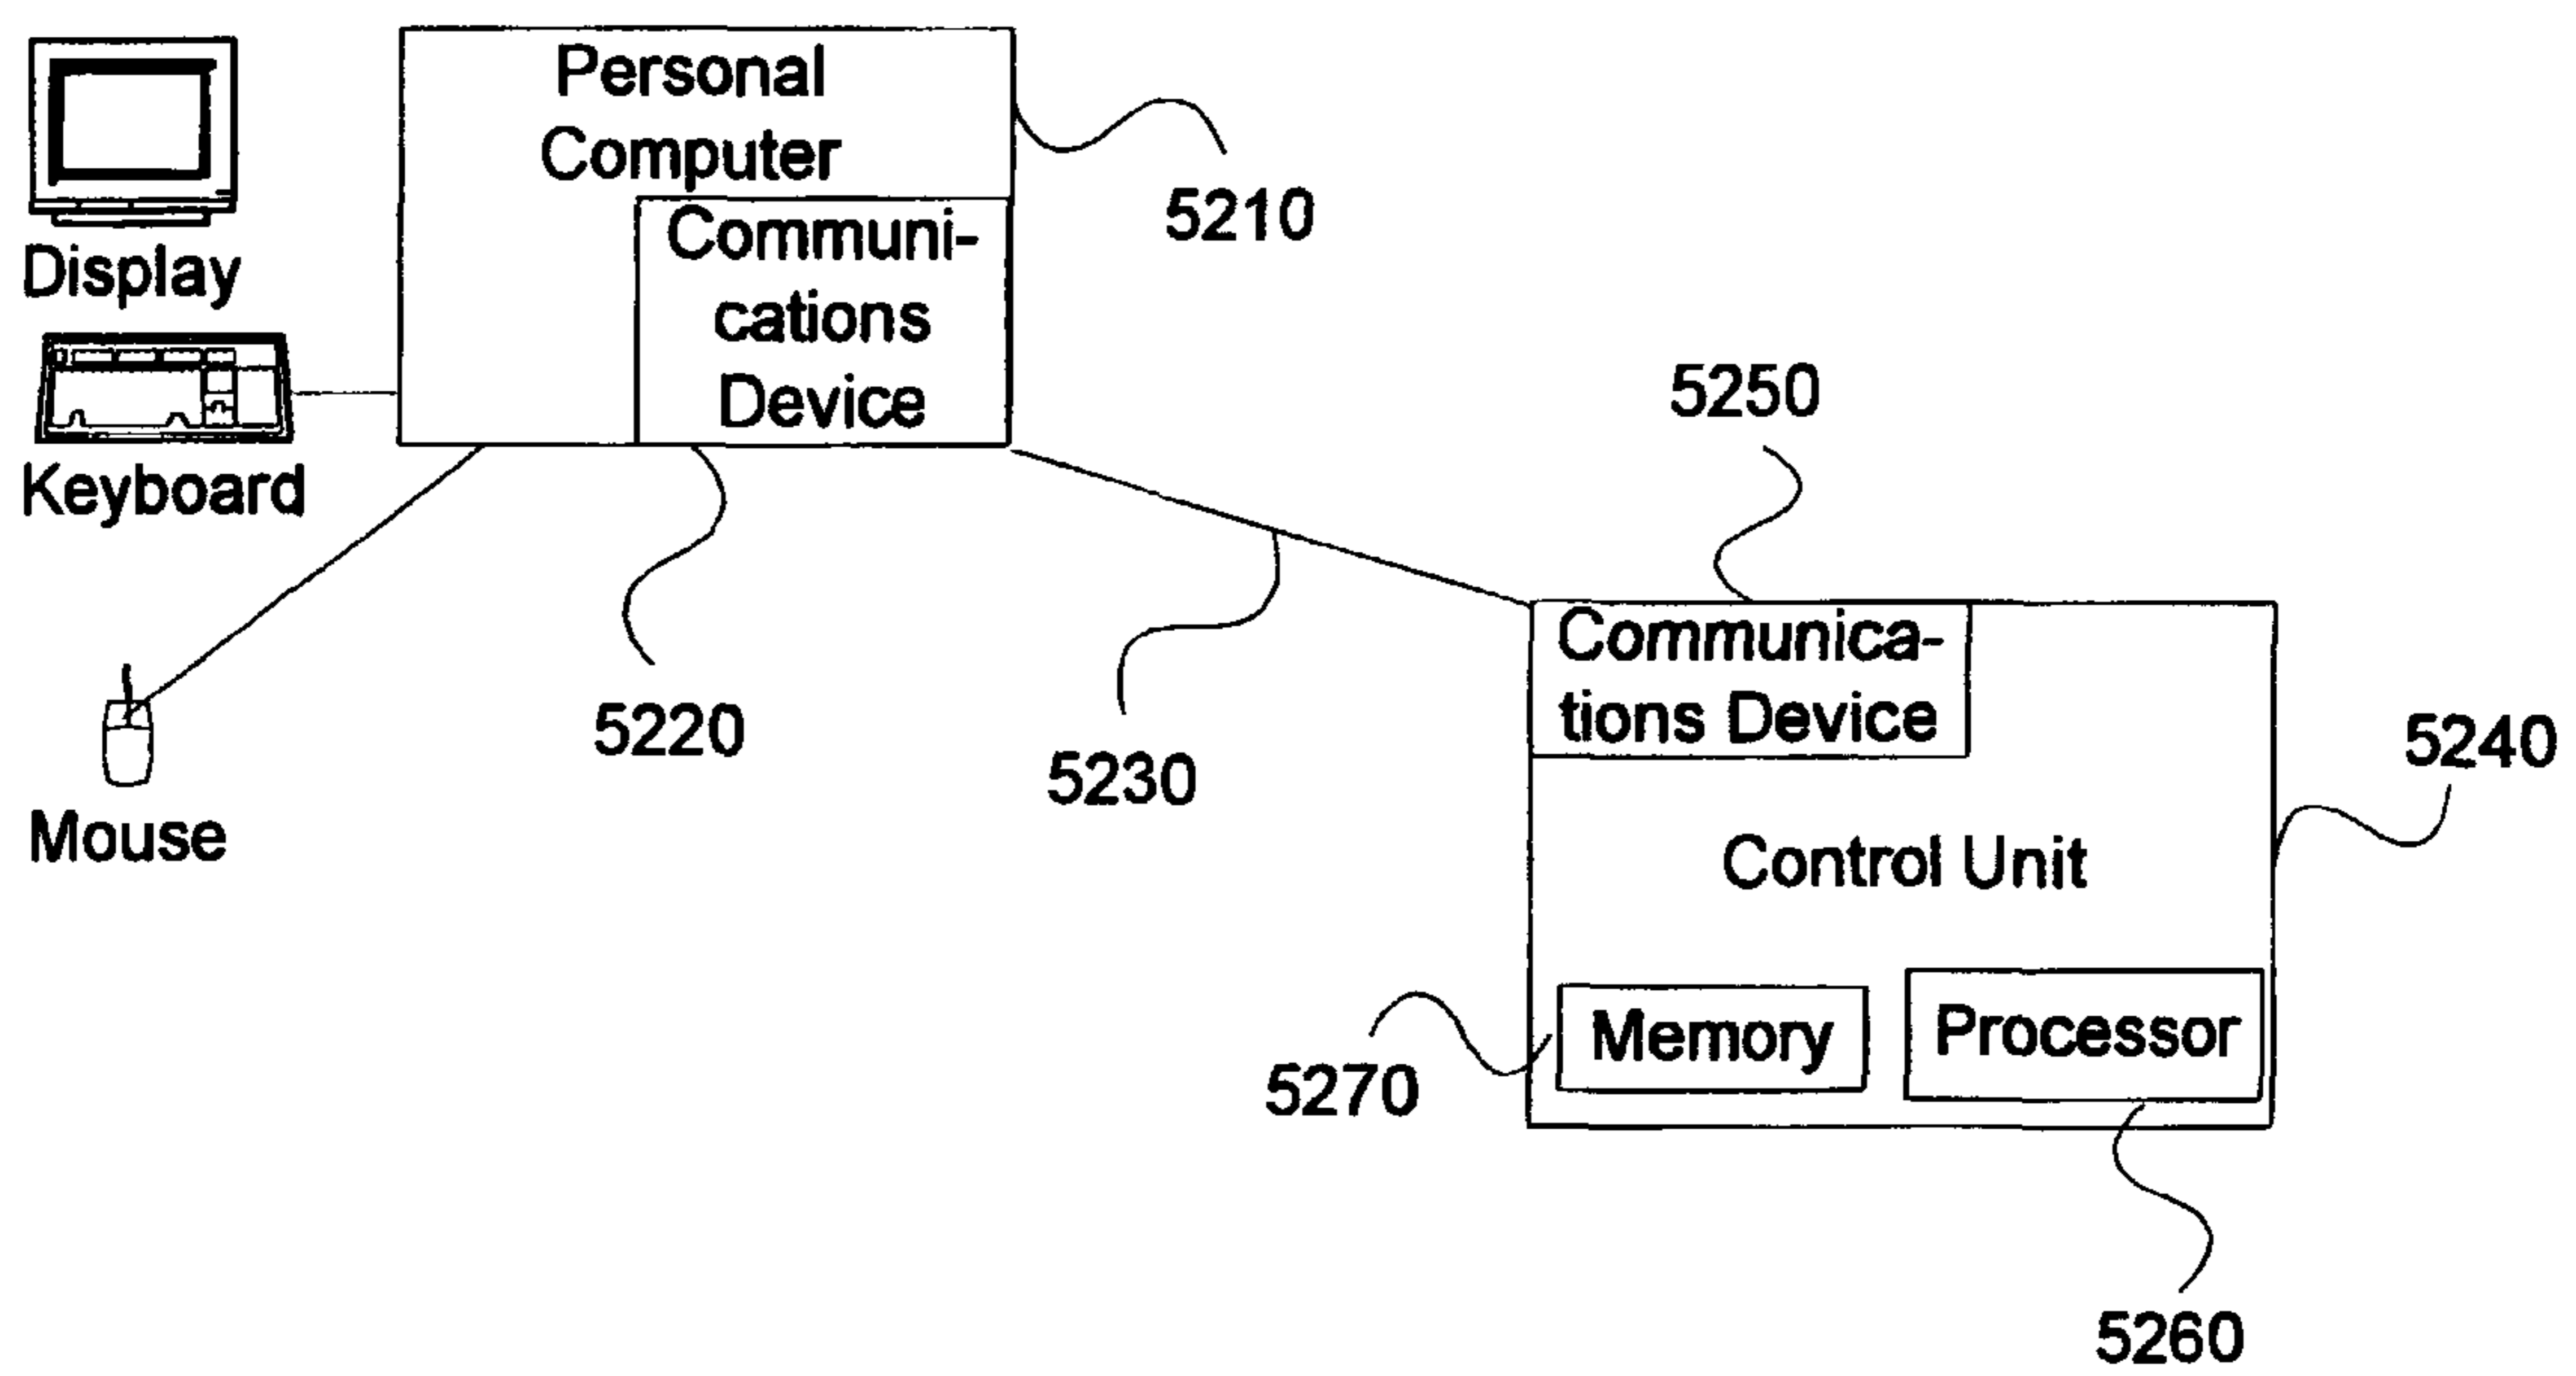 Personal
Computer
Communi-
cations
Device
5210
Display
Keyboard
Mouse
5220
5230
5250
Communica-
tions Device
5240
Control Unit
Memory
Processor
5270
5260